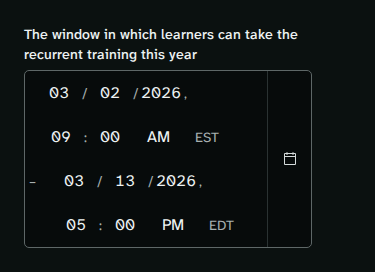 The window in which learners can take the
recurrent training this year
03 / 02 /2026,
09 : 00 AM EST
– 03 / 13 /2026,
05 : 00 PM EDT